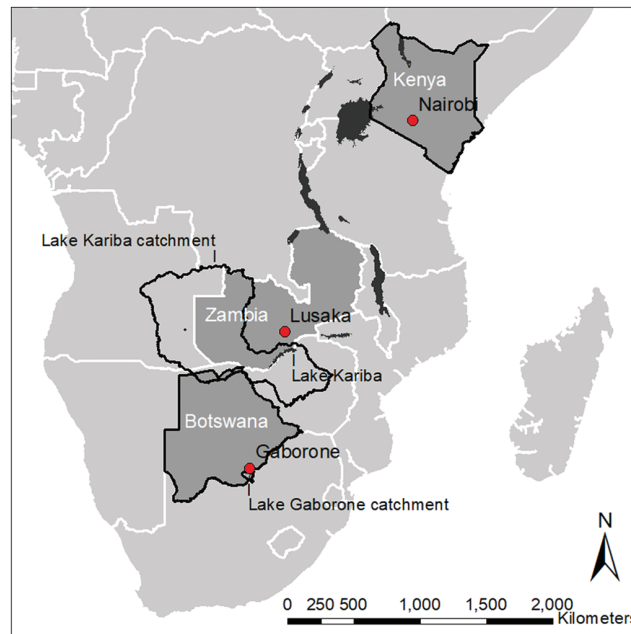 Kenya
Nairobi
Lake Kariba catchment
Zambia
Lusaka
Lake Kariba
Botswana
Gaborone
Lake Gaborone catchment
N
0 250 500 1,000 1,500 2,000
Kilometers